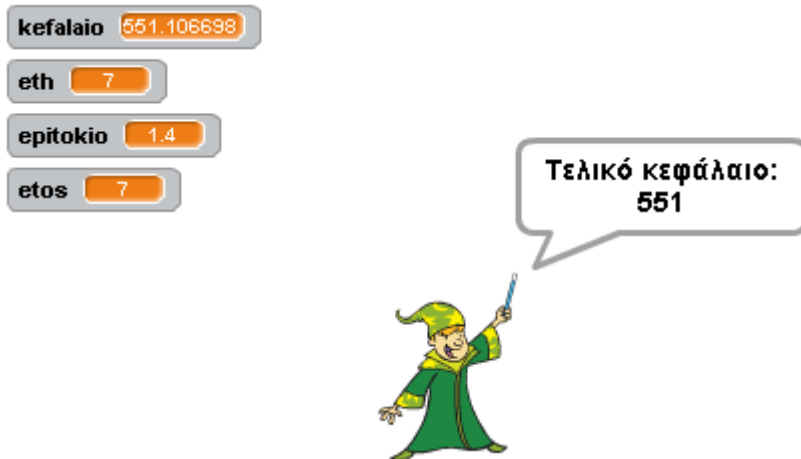 kefalaio 551.106698
eth 7
epitokio 1.4
etos 7
Τελικό κεφάλαιο:
551